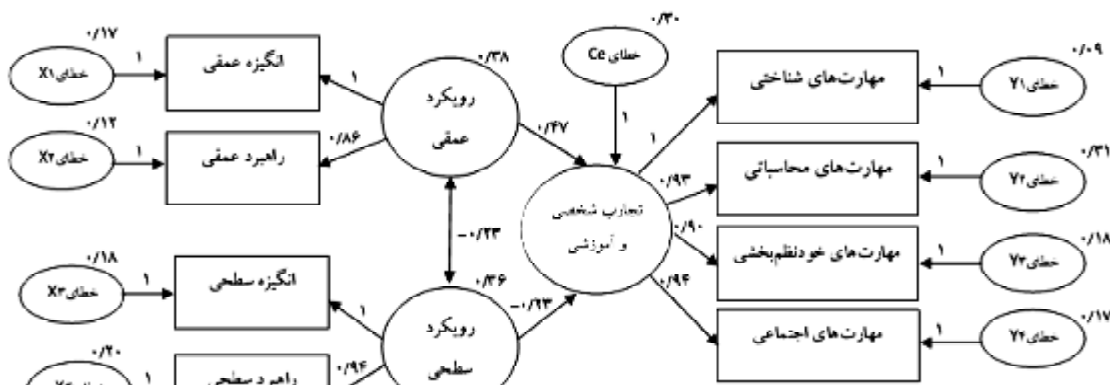 ۰/۱۷
خطای X۱
۱
انگیزه عمقی
۱
۰/۳۸
رویکرد
عمقی
۰/۱۲
خطای X۲
۱
راهبرد عمقی
۰/۸۶
۰/۴۷
۰/۳۰
خطای Ce
۱
تجارب شخصی
و آموزشی
-۰/۲۳
۰/۱۸
خطای X۳
۱
انگیزه سطحی
۱
۰/۳۶
رویکرد
سطحی
-۰/۲۳
۰/۲۰
۱
راهبرد سطحی
۰/۹۴
۱
مهارت‌های شناختی
۱
خطای Y۱
۰/۰۹
۰/۹۳
مهارت‌های محاسباتی
۱
خطای Y۲
۰/۳۱
۰/۹۰
مهارت‌های خودنظم‌بخشی
۱
خطای Y۳
۰/۱۸
۰/۹۴
مهارت‌های اجتماعی
۱
خطای Y۴
۰/۱۷